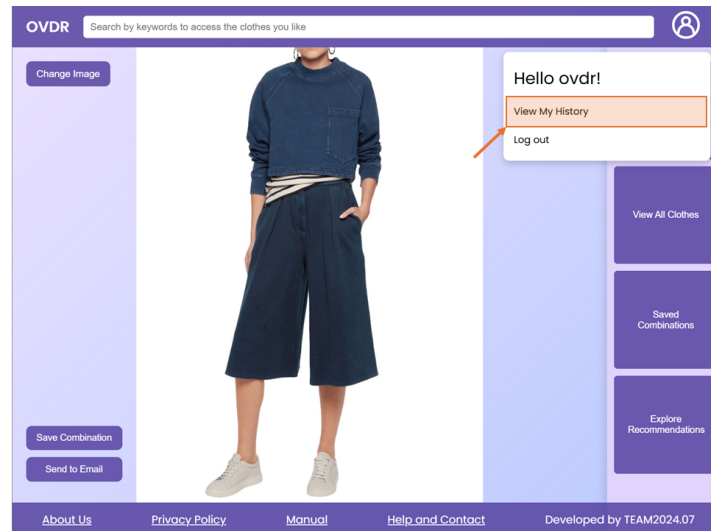 OVDR
Search by keywords to access the clothes you like
Change Image
Hello ovdr!
View My History
Log out
View All Clothes
Saved
Combinations
Explore
Recommendations
Save Combination
Send to Email
About Us
Privacy Policy
Manual
Help and Contact
Developed by TEAM2024.07